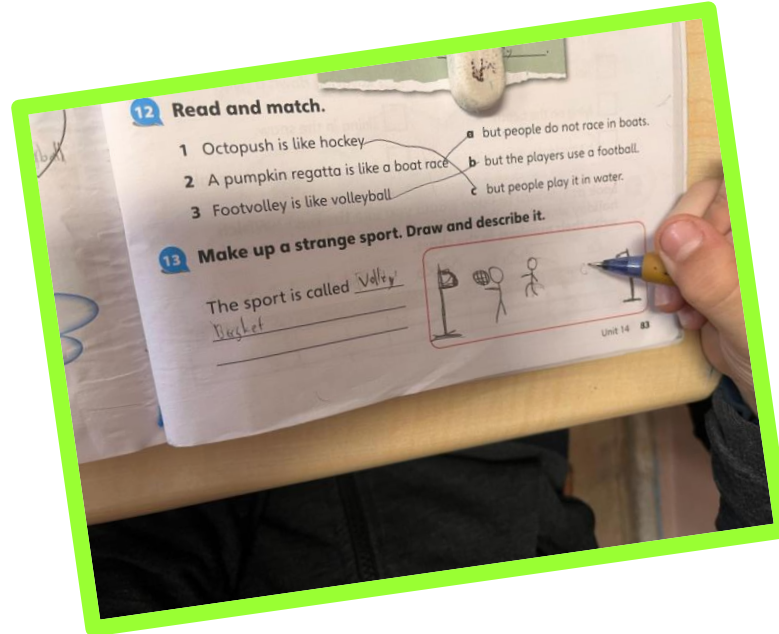 12 Read and match.
1 Octopush is like hockey
2 A pumpkin regatta is like a boat race
3 Footvolley is like volleyball
a but people do not race in boats.
b but the players use a football.
c but people play it in water.
13 Make up a strange sport. Draw and describe it.
The sport is called Volley
Basket
Unit 14 83